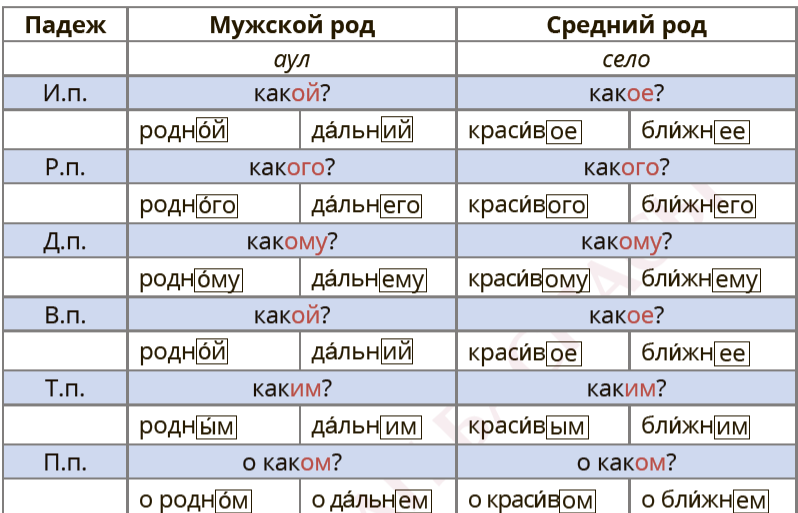 Падеж Мужской род Средний род
аул село
И.п. какой? какое?
родно́й да́льний краси́вое бли́жнее
Р.п. какого? какого?
родно́го да́льнего краси́вого бли́жнего
Д.п. какому? какому?
родно́му да́льнему краси́вому бли́жнему
В.п. какой? какое?
родно́й да́льний краси́вое бли́жнее
Т.п. каким? каким?
родны́м да́льним краси́вым бли́жним
П.п. о каком? о каком?
о родно́м о да́льнем о краси́вом о бли́жнем